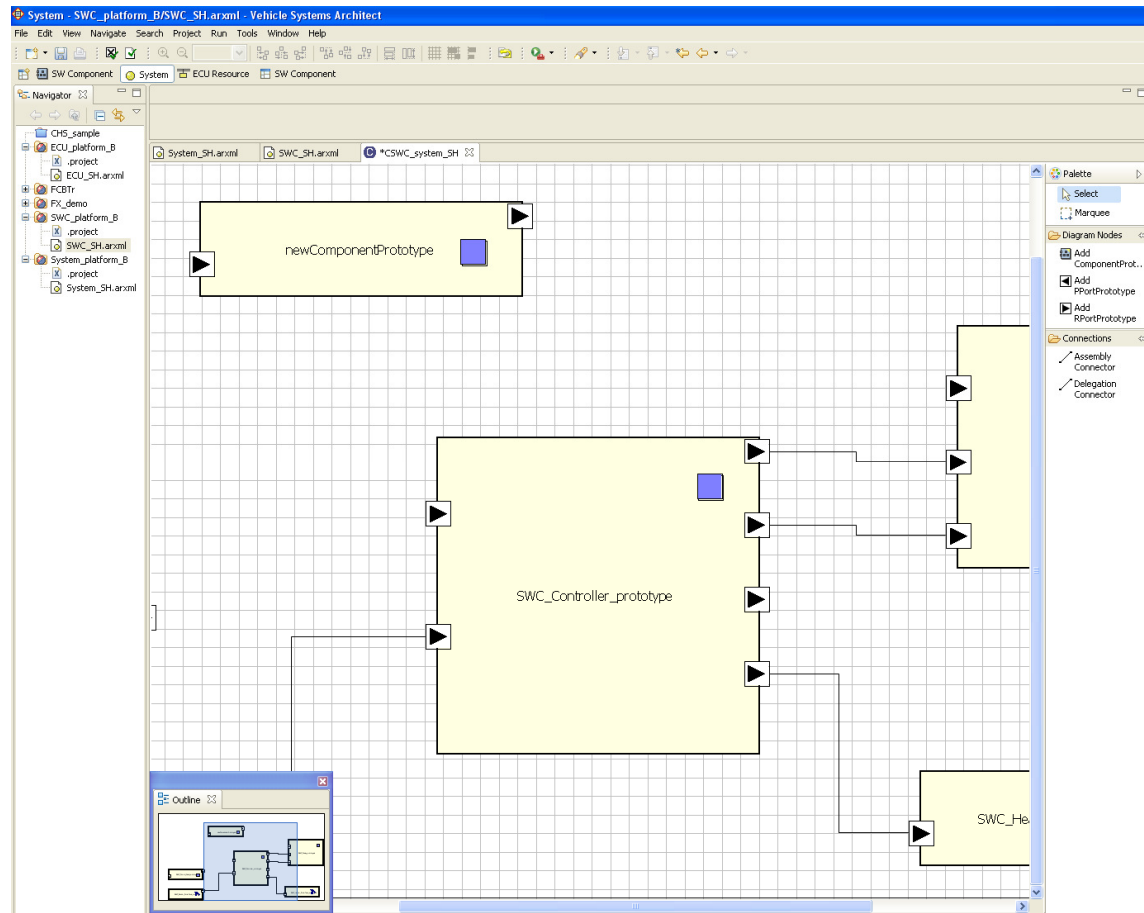 System - SWC_platform_B/SWC_SH.arxml - Vehicle Systems Architect
File Edit View Navigate Search Project Run Tools Window Help
SW Component System ECU Resource SW Component
Navigator
CHS_sample
ECU_platform_B
.project
ECU_SH.arxml
FCBTr
FX_demo
SWC_platform_B
.project
SWC_SH.arxml
System_platform_B
.project
System_SH.arxml
System_SH.arxml SWC_SH.arxml *CSWC_system_SH
newComponentPrototype
SWC_Controller_prototype
SWC_He
Outline
Palette
Select
Marquee
Diagram Nodes
Add
ComponentProt...
Add
PPortPrototype
Add
RPortPrototype
Connections
Assembly
Connector
Delegation
Connector